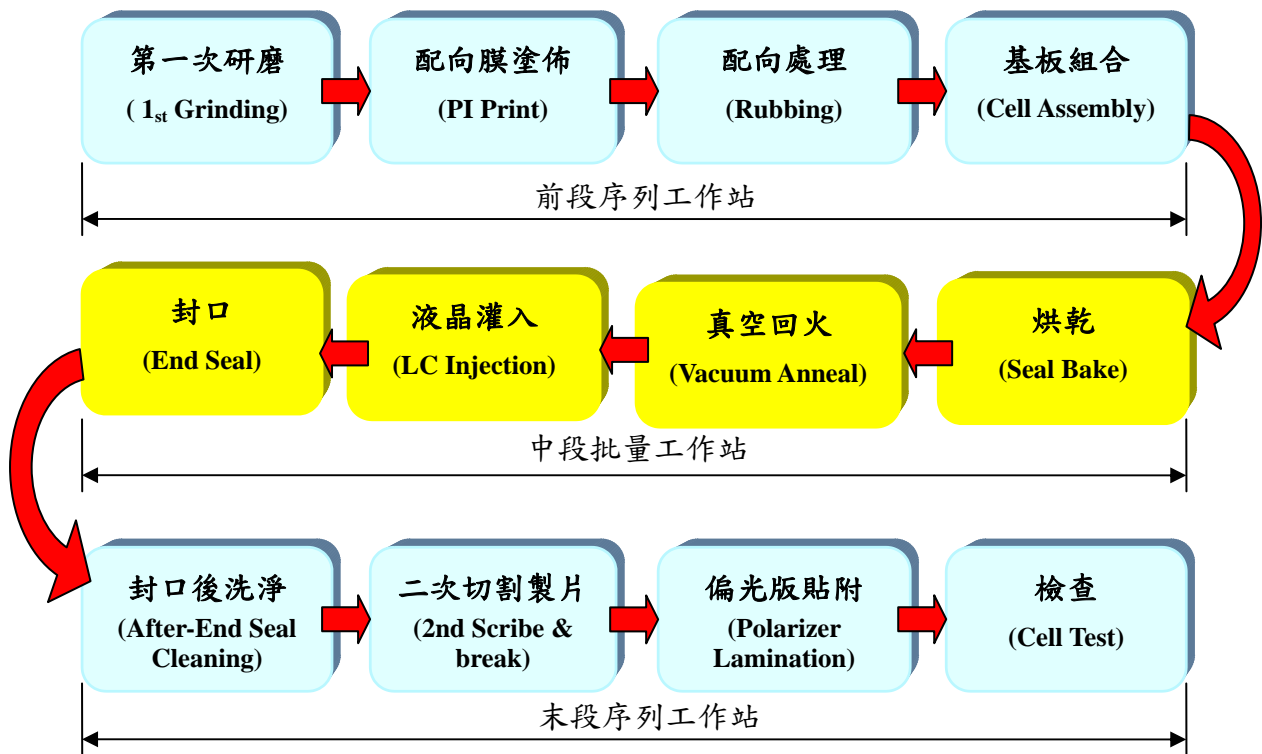 第一次研磨
( 1st Grinding)
配向膜塗佈
(PI Print)
配向處理
(Rubbing)
基板組合
(Cell Assembly)
前段序列工作站
烘乾
(Seal Bake)
真空回火
(Vacuum Anneal)
液晶灌入
(LC Injection)
封口
(End Seal)
中段批量工作站
封口後洗淨
(After-End Seal
Cleaning)
二次切割製片
(2nd Scribe &
break)
偏光版貼附
(Polarizer
Lamination)
檢查
(Cell Test)
末段序列工作站